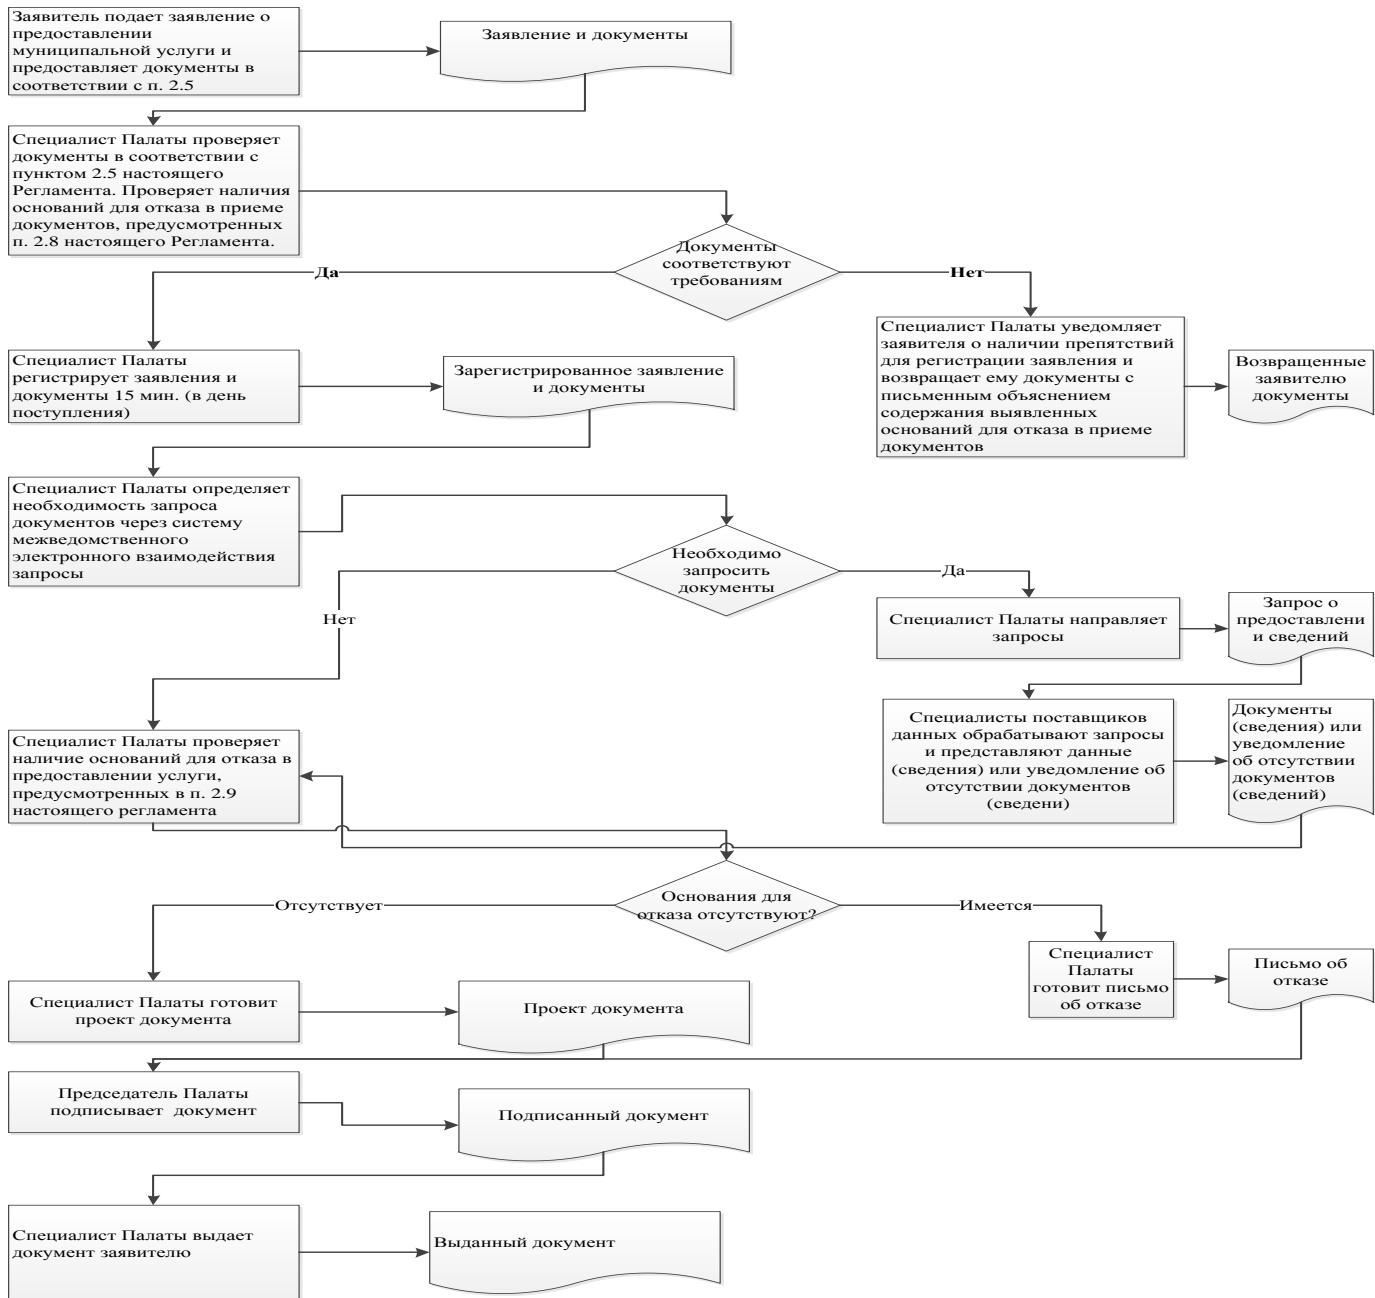 Заявитель подает заявление о
предоставлении
муниципальной услуги и
предоставляет документы в
соответствии с п. 2.5
Заявление и документы
Специалист Палаты проверяет
документы в соответствии с
пунктом 2.5 настоящего
Регламента. Проверяет наличия
оснований для отказа в приеме
документов, предусмотренных
п. 2.8 настоящего Регламента.
Документы
соответствуют
требованиям
Да
Нет
Специалист Палаты
регистрирует заявления и
документы 15 мин. (в день
поступления)
Зарегистрированное заявление
и документы
Специалист Палаты уведомляет
заявителя о наличии препятствий
для регистрации заявления и
возвращает ему документы с
письменным объяснением
содержания выявленных
оснований для отказа в приеме
документов
Возвращенные
заявителю
документы
Специалист Палаты определяет
необходимость запроса
документов через систему
межведомственного
электронного взаимодействия
запросы
Необходимо
запросить
документы
Да
Нет
Специалист Палаты направляет
запросы
Запрос о
предоставлени
и сведений
Специалисты поставщиков
данных обрабатывают запросы
и представляют данные
(сведения) или уведомление об
отсутствии документов
(сведени)
Документы
(сведения) или
уведомление
об отсутствии
документов
(сведений)
Специалист Палаты проверяет
наличие оснований для отказа в
предоставлении услуги,
предусмотренных в п. 2.9
настоящего регламента
Основания для
отказа отсутствуют?
Отсутствует
Имеется
Специалист
Палаты
готовит письмо
об отказе
Письмо об
отказе
Специалист Палаты готовит
проект документа
Проект документа
Председатель Палаты
подписывает  документ
Подписанный документ
Специалист Палаты выдает
документ заявителю
Выданный документ